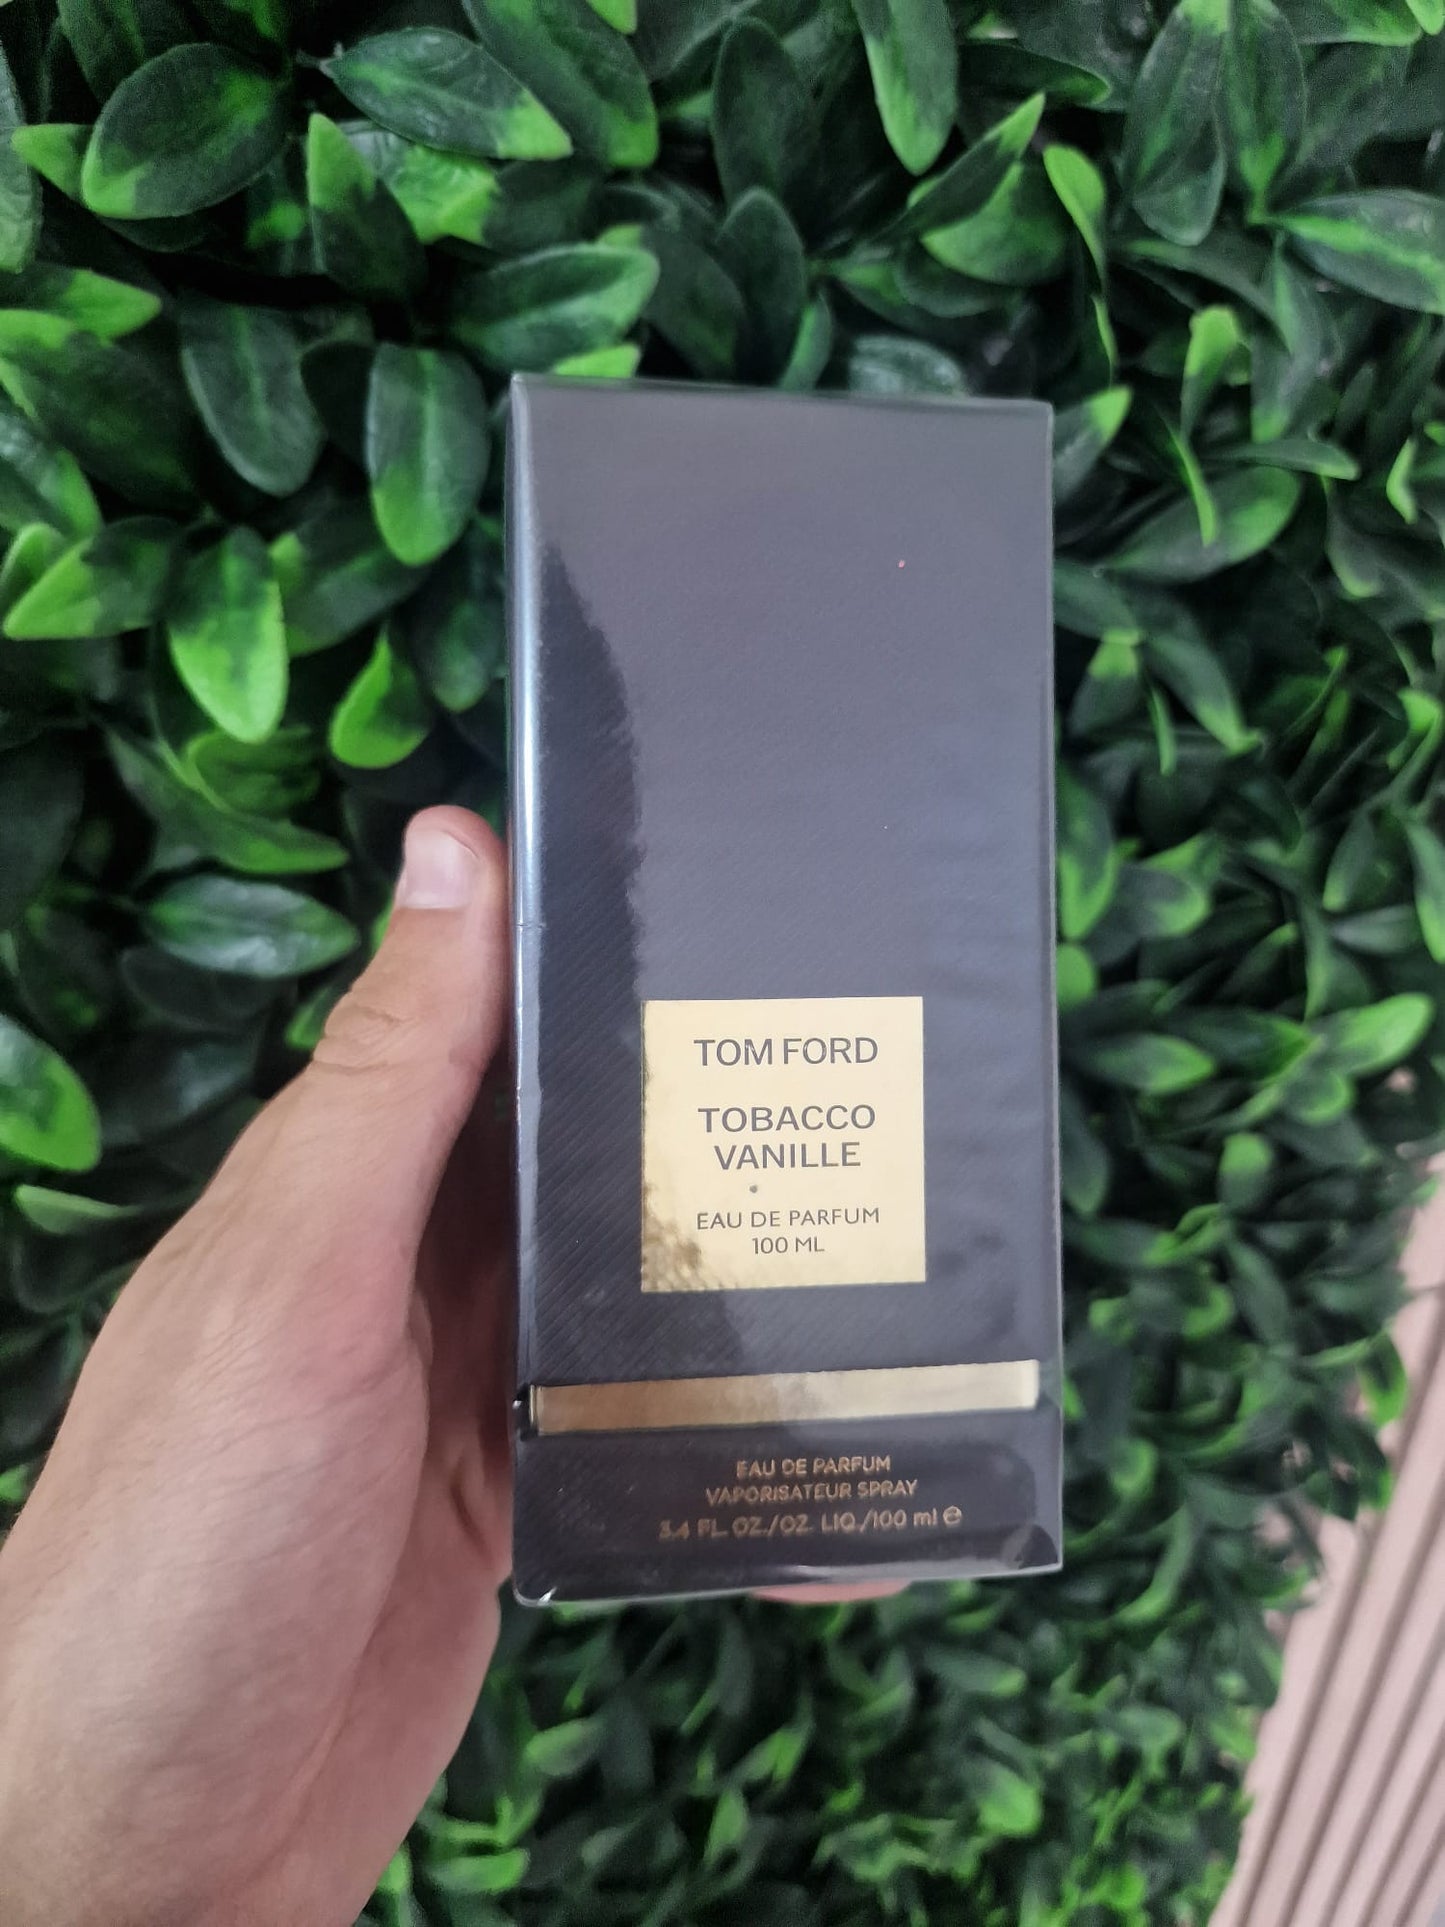 TOM FORD
TOBACCO
VANILLE
EAU DE PARFUM
100 ML
EAU DE PARFUM
VAPORISATEUR SPRAY
3.4 FL. OZ./OZ. LIQ./100 ml ℮